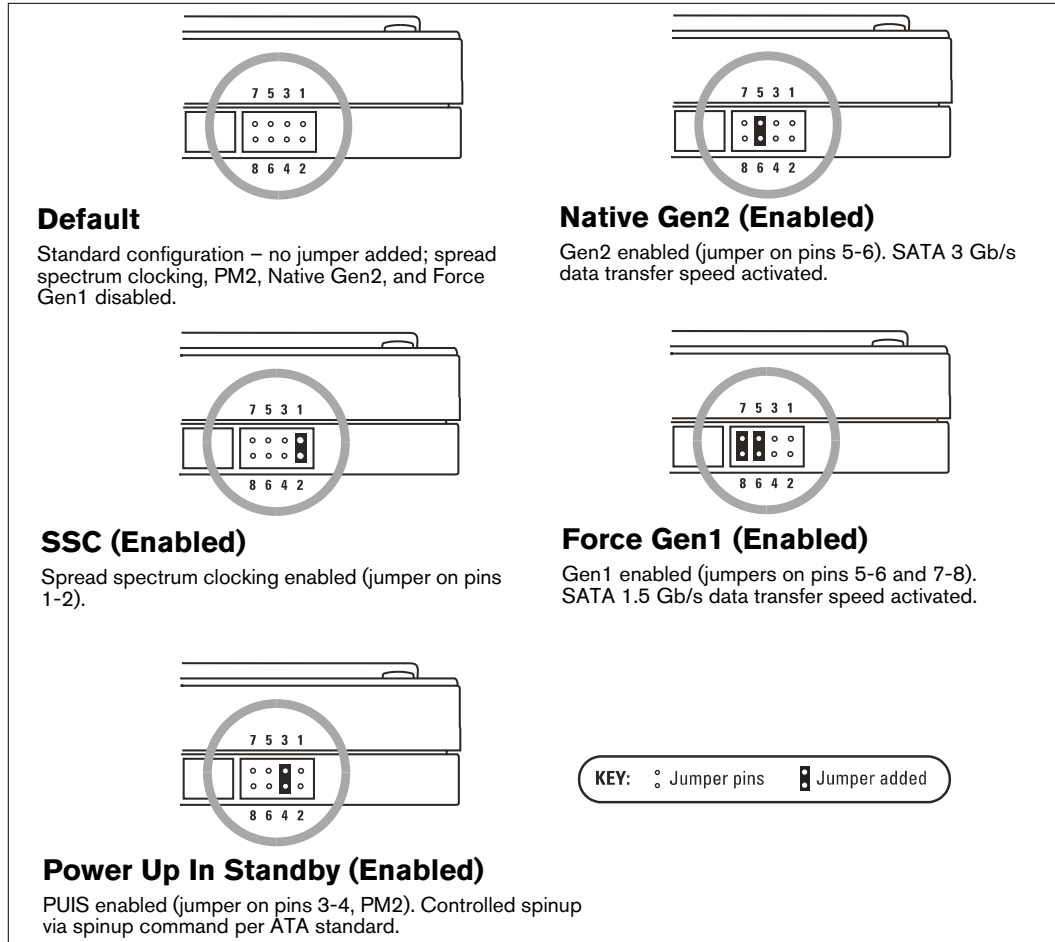 7 5 3 1
8 6 4 2
Default
Standard configuration – no jumper added; spread
spectrum clocking, PM2, Native Gen2, and Force
Gen1 disabled.
7 5 3 1
8 6 4 2
Native Gen2 (Enabled)
Gen2 enabled (jumper on pins 5-6). SATA 3 Gb/s
data transfer speed activated.
7 5 3 1
8 6 4 2
SSC (Enabled)
Spread spectrum clocking enabled (jumper on pins
1-2).
7 5 3 1
8 6 4 2
Force Gen1 (Enabled)
Gen1 enabled (jumpers on pins 5-6 and 7-8).
SATA 1.5 Gb/s data transfer speed activated.
7 5 3 1
8 6 4 2
Power Up In Standby (Enabled)
PUIS enabled (jumper on pins 3-4, PM2). Controlled spinup
via spinup command per ATA standard.
KEY: Jumper pins Jumper added